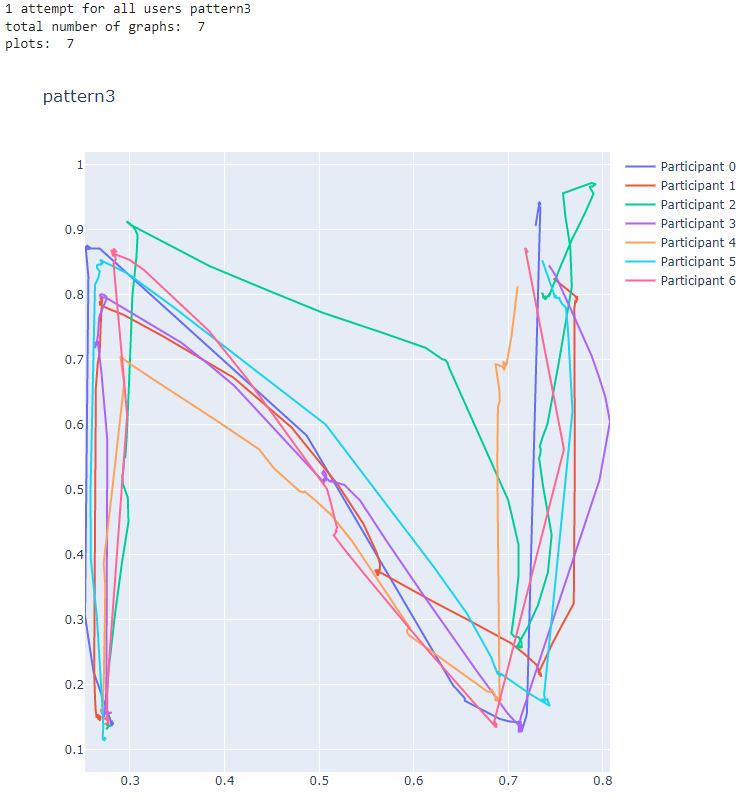 1 attempt for all users pattern3
total number of graphs:  7
plots:  7
pattern3
1
0.9
0.8
0.7
0.6
0.5
0.4
0.3
0.2
0.1
0.3
0.4
0.5
0.6
0.7
0.8
Participant 0
Participant 1
Participant 2
Participant 3
Participant 4
Participant 5
Participant 6